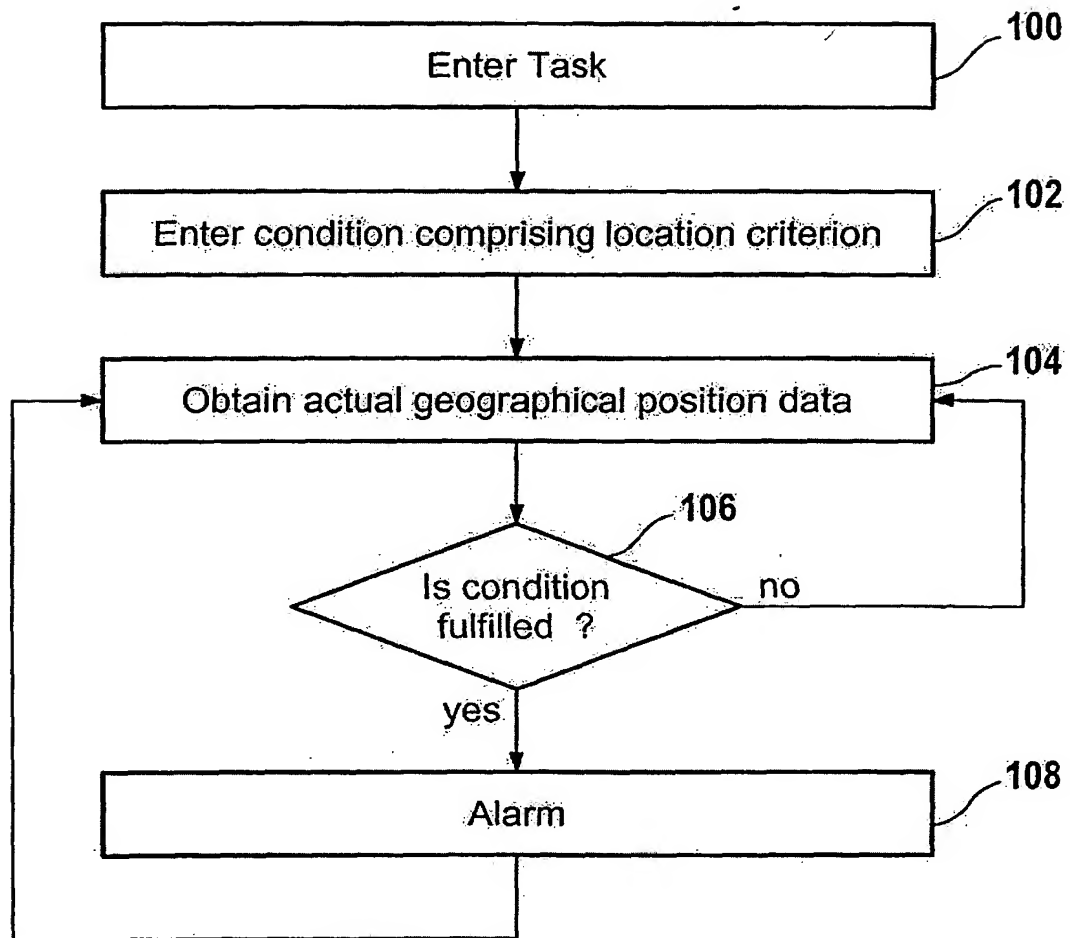 Enter Task
100
Enter condition comprising location criterion
102
Obtain actual geographical position data
104
106
Is condition
fulfilled ?
no
yes
Alarm
108